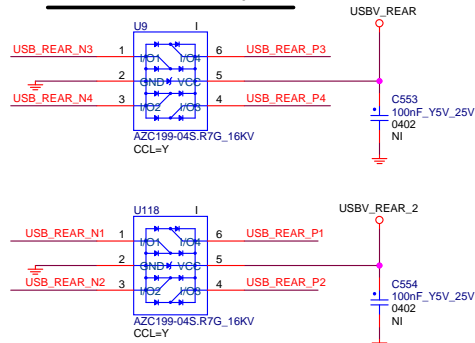 USBV_REAR
U9 I
USB_REAR_N3 1 I/O1 I/O4 6 USB_REAR_P3
2 GND VCC 5
USB_REAR_N4 3 I/O2 I/O3 4 USB_REAR_P4
C553
100nF_Y5V_25V
0402
NI
AZC199-04S.R7G_16KV
CCL=Y
USBV_REAR_2
U118 I
USB_REAR_N1 1 I/O1 I/O4 6 USB_REAR_P1
2 GND VCC 5
USB_REAR_N2 3 I/O2 I/O3 4 USB_REAR_P2
C554
100nF_Y5V_25V
0402
NI
AZC199-04S.R7G_16KV
CCL=Y